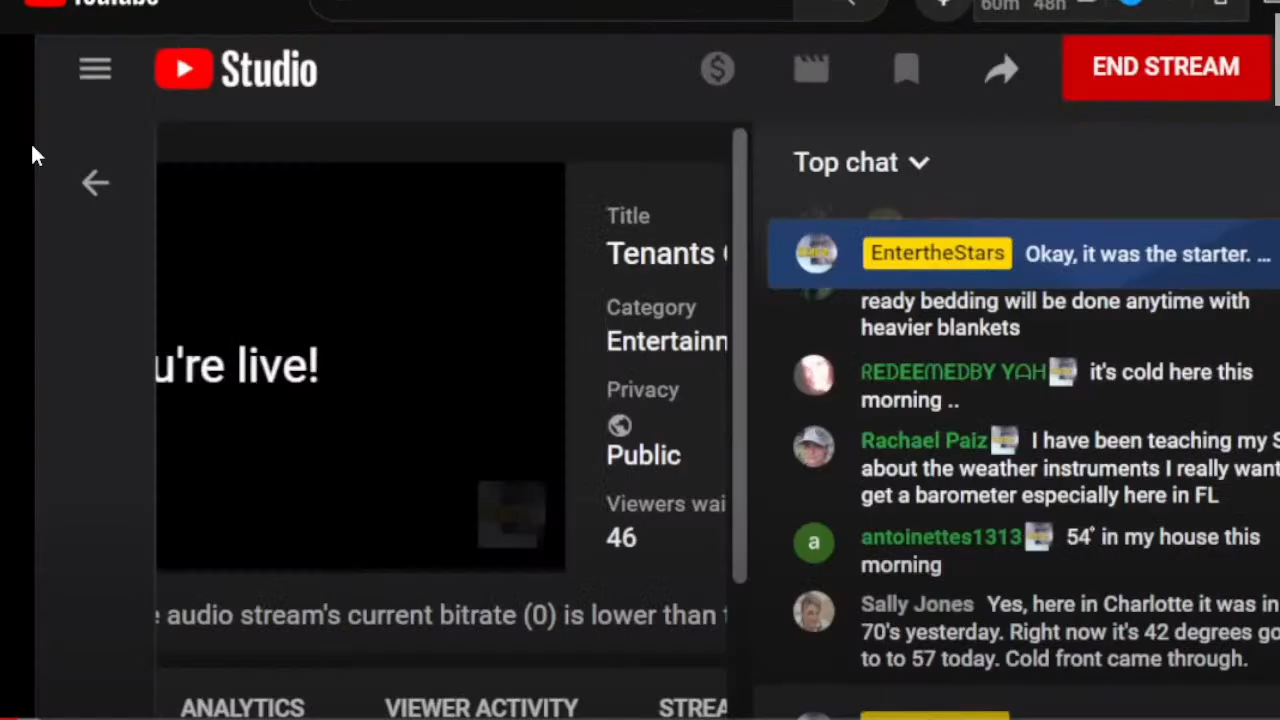 YouTube
60m 48h
Studio
END STREAM
Top chat
Title
Tenants
Category
Entertainn
Privacy
Public
Viewers wai
46
u're live!
audio stream's current bitrate (0) is lower than
ANALYTICS
VIEWER ACTIVITY
STREA
EntertheStars Okay, it was the starter. ...
ready bedding will be done anytime with
heavier blankets
REDEEMEDBY YAH it's cold here this
morning ..
Rachael Paiz I have been teaching my S
about the weather instruments I really want
get a barometer especially here in FL
a
antoinettes1313 54° in my house this
morning
Sally Jones Yes, here in Charlotte it was in
70's yesterday. Right now it's 42 degrees go
to to 57 today. Cold front came through.